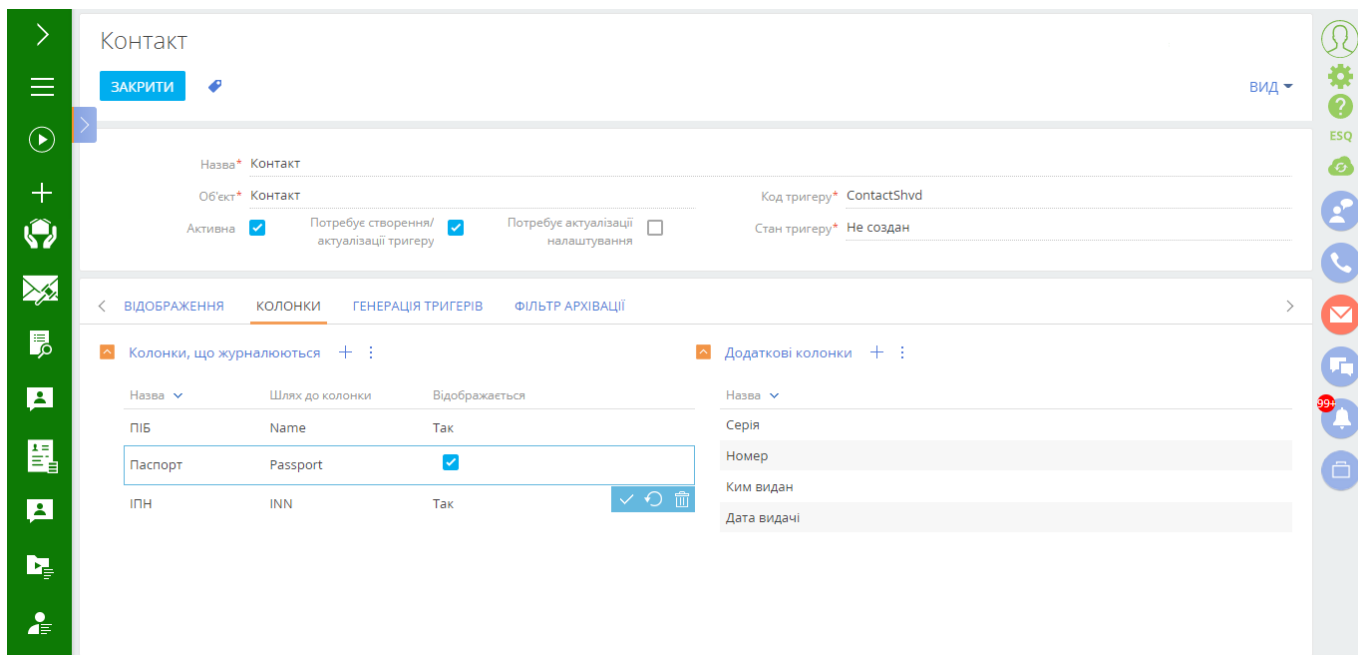 Контакт
ЗАКРИТИ
ВИД
ESQ
Назва* Контакт
Об'єкт* Контакт
Код тригеру* ContactShvd
Активна
Потребує створення/
актуалізації тригеру
Потребує актуалізації
налаштування
Стан тригеру* Не создан
ВІДОБРАЖЕННЯ КОЛОНКИ ГЕНЕРАЦІЯ ТРИГЕРІВ ФІЛЬТР АРХІВАЦІЇ
Колонки, що журналюються
Назва Шлях до колонки Відображається
ПІБ Name Так
Паспорт Passport
ІПН INN Так
Додаткові колонки
Назва
Серія
Номер
Ким видан
Дата видачі
99+